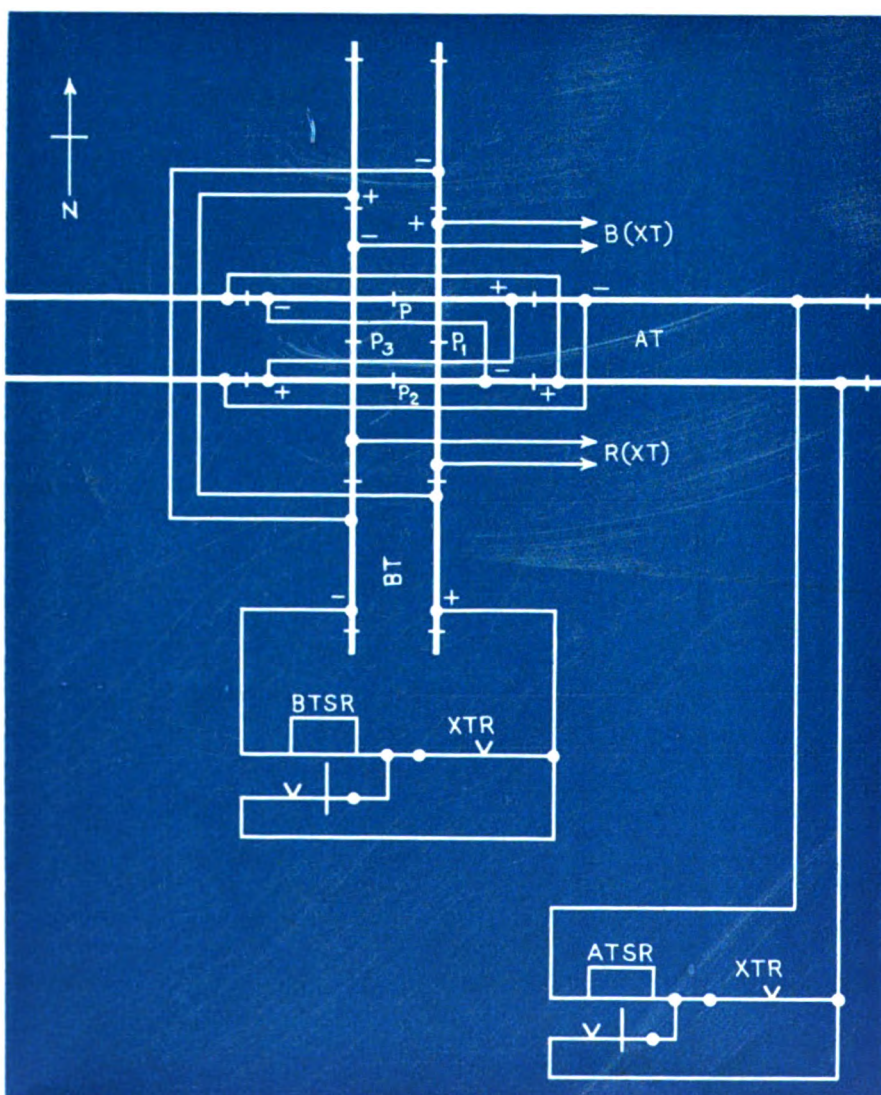 −
+
N
+
−
B (XT)
+
−
−
P
P₃
P₁
AT
−
+
P₂
+
R(XT)
BT
−
+
BTSR
XTR
ATSR
XTR